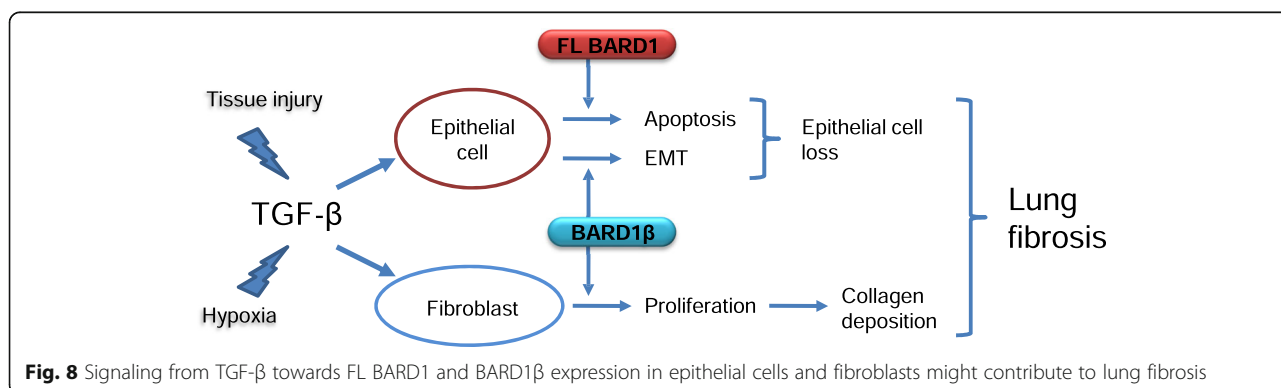 FL BARD1
Tissue injury
Epithelial
cell
Apoptosis
EMT
Epithelial cell
loss
TGF-β
BARD1β
Lung
fibrosis
Hypoxia
Fibroblast
Proliferation
Collagen
deposition
Fig. 8 Signaling from TGF-β towards FL BARD1 and BARD1β expression in epithelial cells and fibroblasts might contribute to lung fibrosis